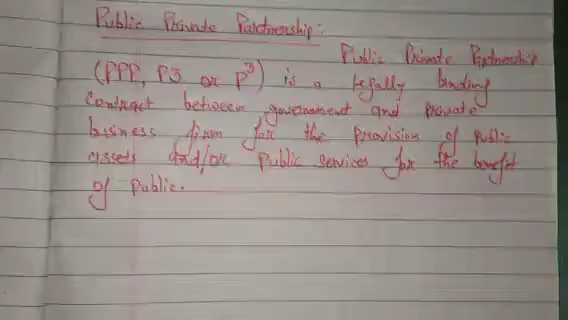 Public Private Partnership:
Public Private Partnership
(PPP, P3 or P³) is a legally binding
contract between government and private
business firm for the provision of public
assets and/or public services for the benefit
of public.